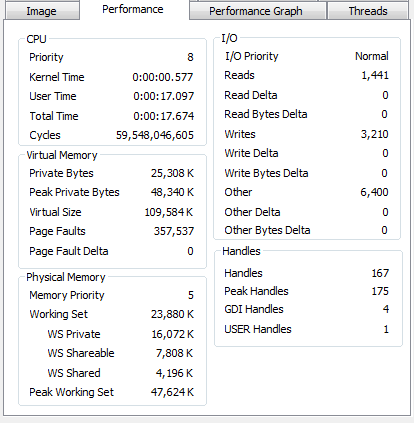 Image Performance Performance Graph Threads
CPU
Priority 8
Kernel Time 0:00:00.577
User Time 0:00:17.097
Total Time 0:00:17.674
Cycles 59,548,046,605
Virtual Memory
Private Bytes 25,308 K
Peak Private Bytes 48,340 K
Virtual Size 109,584 K
Page Faults 357,537
Page Fault Delta 0
Physical Memory
Memory Priority 5
Working Set 23,880 K
WS Private 16,072 K
WS Shareable 7,808 K
WS Shared 4,196 K
Peak Working Set 47,624 K
I/O
I/O Priority Normal
Reads 1,441
Read Delta 0
Read Bytes Delta 0
Writes 3,210
Write Delta 0
Write Bytes Delta 0
Other 6,400
Other Delta 0
Other Bytes Delta 0
Handles
Handles 167
Peak Handles 175
GDI Handles 4
USER Handles 1